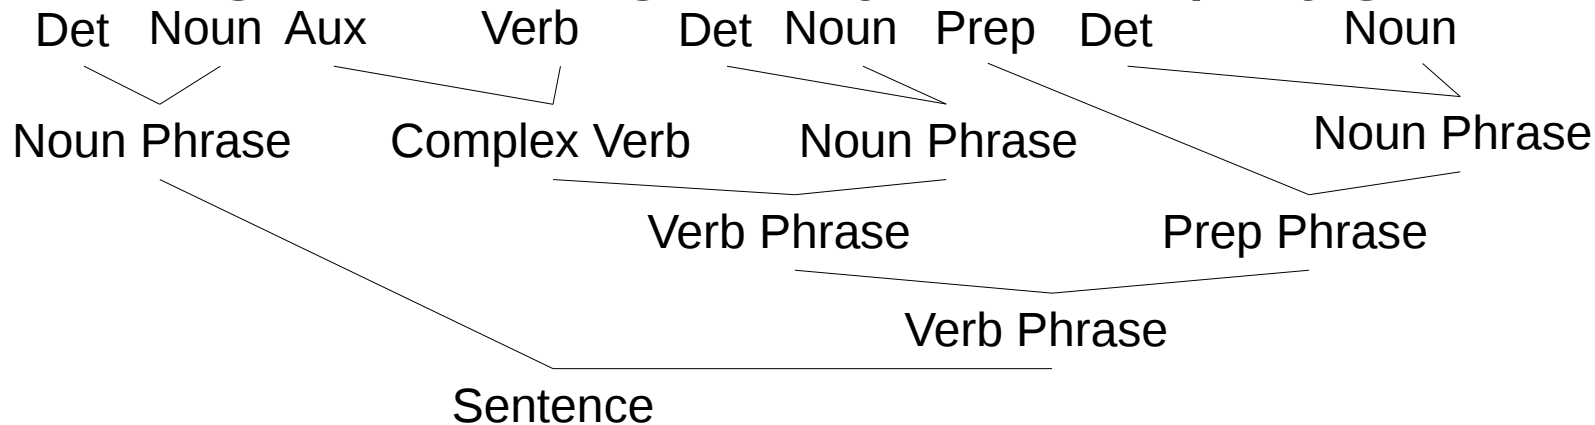 Det Noun Aux Verb Det Noun Prep Det Noun
Noun Phrase Complex Verb Noun Phrase Noun Phrase
Verb Phrase Prep Phrase
Verb Phrase
Sentence